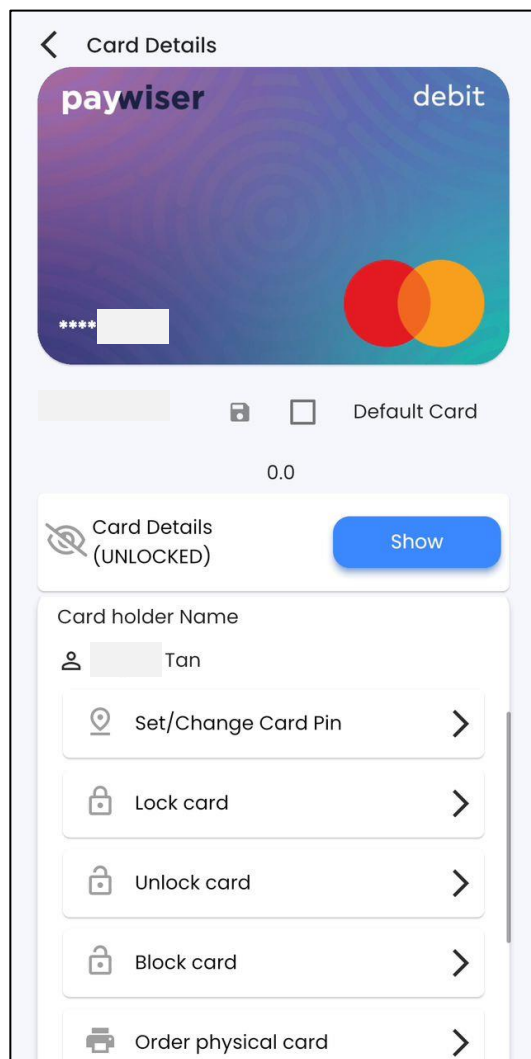 Card Details
paywiser debit
****
Default Card
0.0
Card Details
(UNLOCKED)
Show
Card holder Name
Tan
Set/Change Card Pin
Lock card
Unlock card
Block card
Order physical card